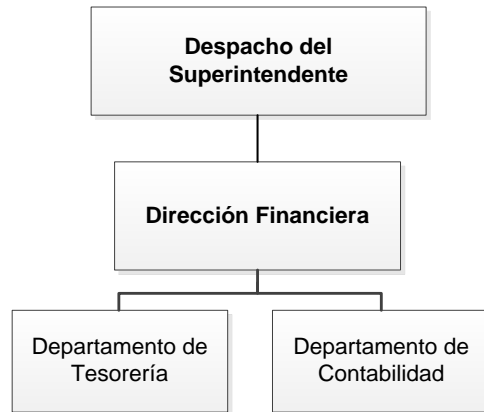 Despacho del
Superintendente
Dirección Financiera
Departamento de
Tesorería
Departamento de
Contabilidad